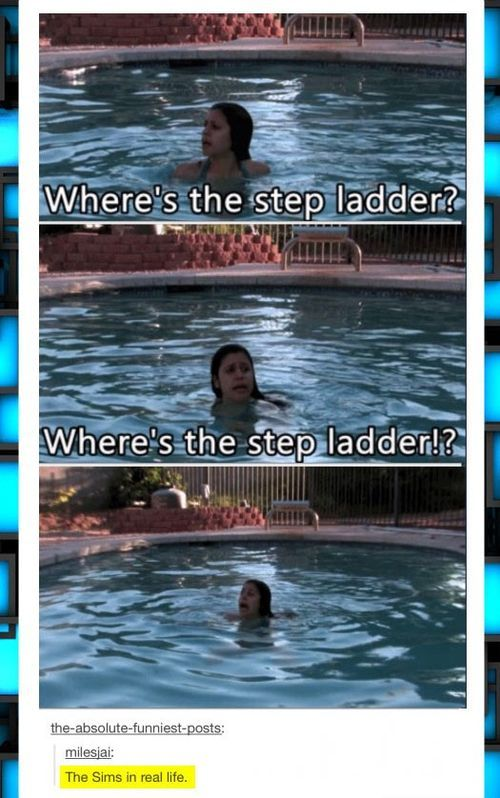 Where's the step ladder?
Where's the step ladder!?
the-absolute-funniest-posts:
milesjai:
The Sims in real life.